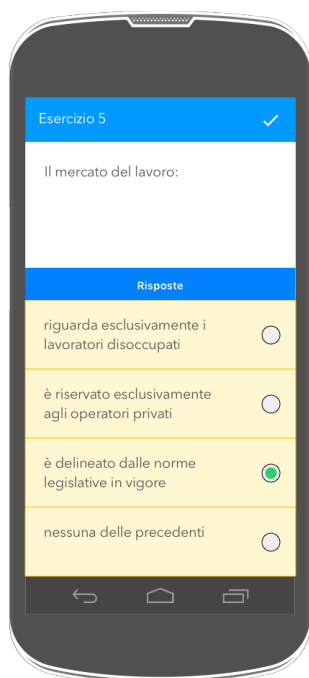 Esercizio 5
Il mercato del lavoro:
Risposte
riguarda esclusivamente i
lavoratori disoccupati
è riservato esclusivamente
agli operatori privati
è delineato dalle norme
legislative in vigore
nessuna delle precedenti